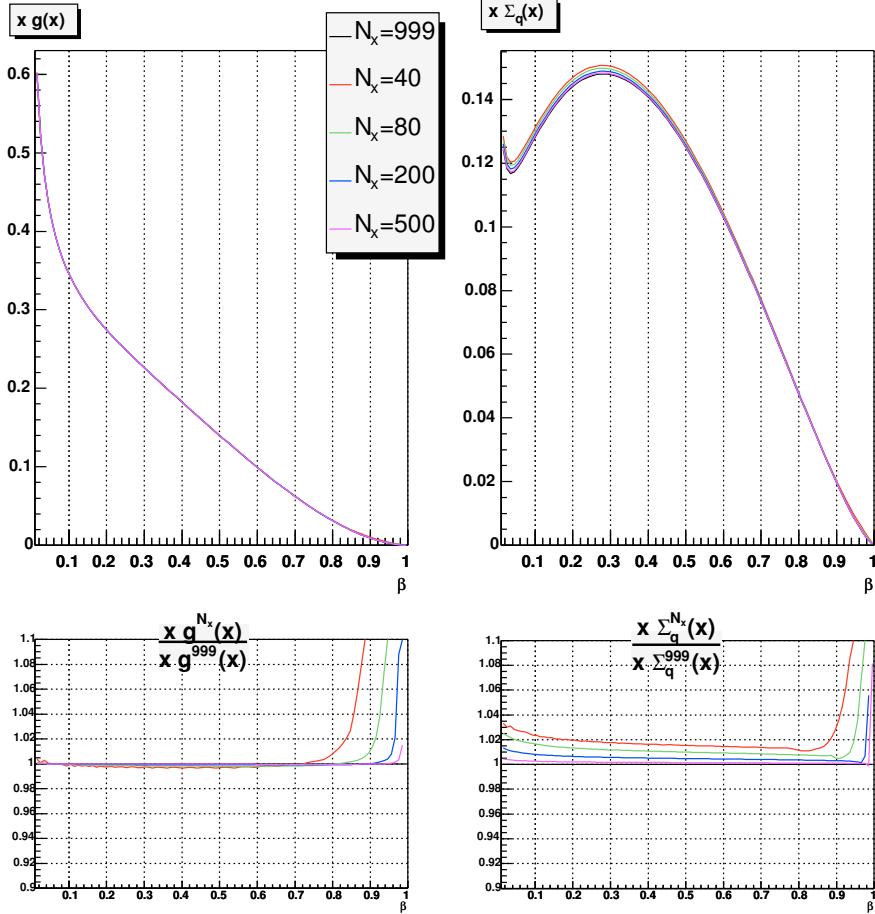 x g(x)
0.6
0.5
0.4
0.3
0.2
0.1
0
0.1 0.2 0.3 0.4 0.5 0.6 0.7 0.8 0.9 1
β
N_x=999
N_x=40
N_x=80
N_x=200
N_x=500
x Σ_q(x)
0.14
0.12
0.1
0.08
0.06
0.04
0.02
0
0.1 0.2 0.3 0.4 0.5 0.6 0.7 0.8 0.9 1
β
x g^{N_x}(x)
x g^{999}(x)
1.1
1.08
1.06
1.04
1.02
1
0.98
0.96
0.94
0.92
0.9
0.1 0.2 0.3 0.4 0.5 0.6 0.7 0.8 0.9 1
β
x Σ_q^{N_x}(x)
x Σ_q^{999}(x)
1.1
1.08
1.06
1.04
1.02
1
0.98
0.96
0.94
0.92
0.9
0.1 0.2 0.3 0.4 0.5 0.6 0.7 0.8 0.9 1
β